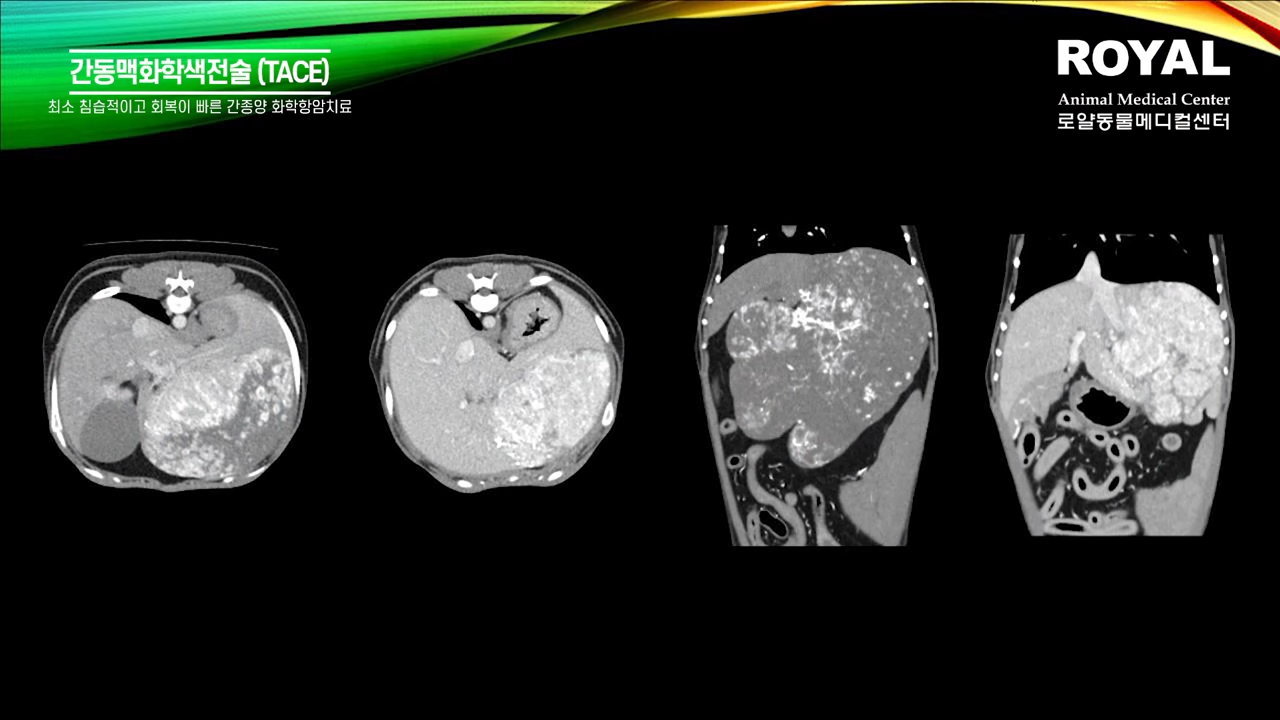 간동맥화학색전술 (TACE)
최소 침습적이고 회복이 빠른 간종양 화학항암치료
ROYAL
Animal Medical Center
로얄동물메디컬센터